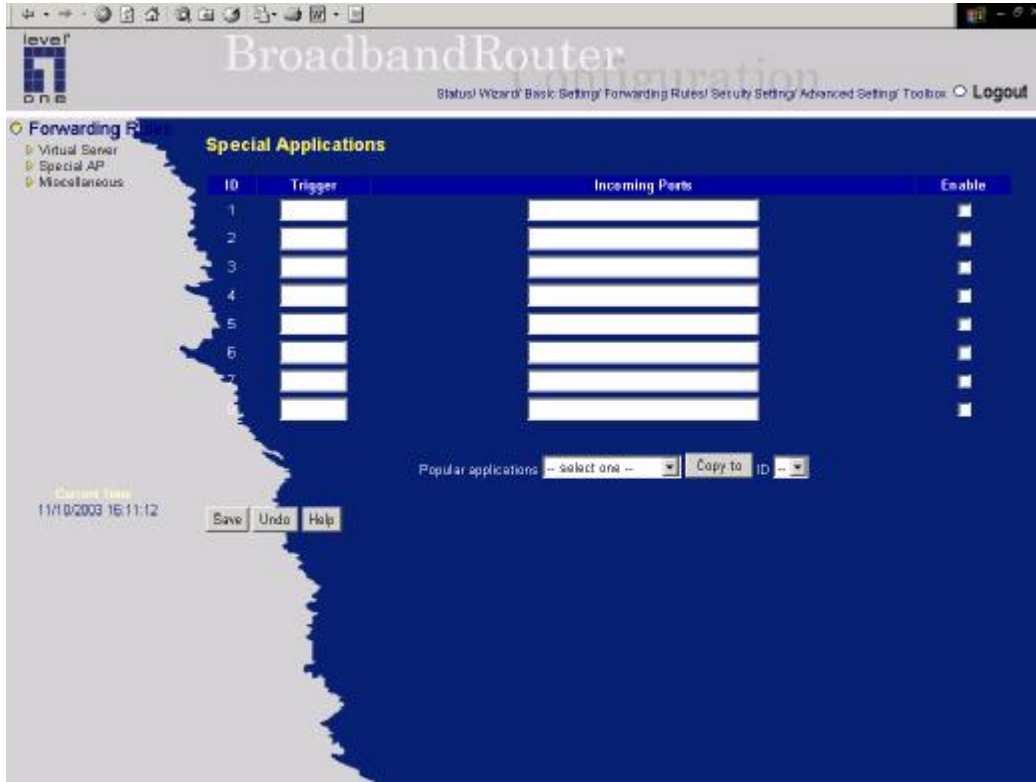 level
one
BroadbandRouter
Configuration
Status/ Wizard/ Basic Setting/ Forwarding Rules/ Security Setting/ Advanced Setting/ Toolbox Logout
Forwarding Rules
Virtual Server
Special AP
Miscellaneous
Special Applications
ID Trigger Incoming Ports Enable
1
2
3
4
5
6
7
8
Popular applications -- select one -- Copy to ID --
Current Time
11/10/2003 16:11:12
Save Undo Help